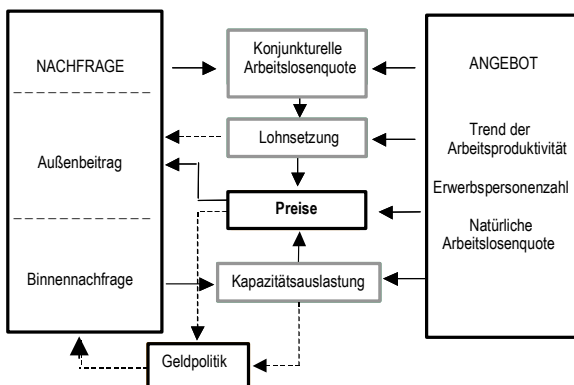 NACHFRAGE
Außenbeitrag
Binnennachfrage
Konjunkturelle
Arbeitslosenquote
Lohnsetzung
Preise
Kapazitätsauslastung
Geldpolitik
ANGEBOT
Trend der
Arbeitsproduktivität
Erwerbspersonenzahl
Natürliche
Arbeitslosenquote